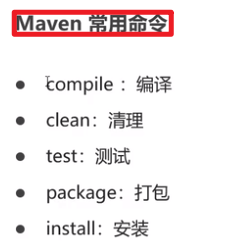 Maven 常用命令
• compile ：编译
• clean：清理
• test：测试
• package：打包
• install：安装